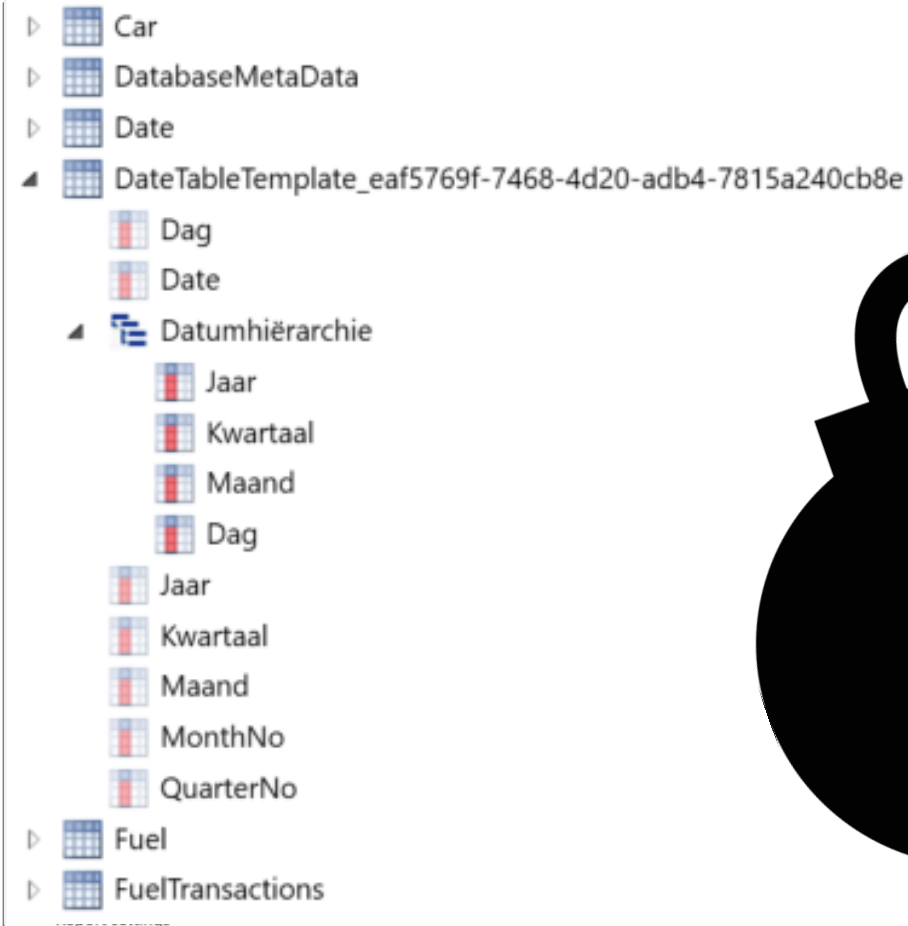 Car
DatabaseMetaData
Date
DateTableTemplate_eaf5769f-7468-4d20-adb4-7815a240cb8e
Dag
Date
Datumhiërarchie
Jaar
Kwartaal
Maand
Dag
Jaar
Kwartaal
Maand
MonthNo
QuarterNo
Fuel
FuelTransactions